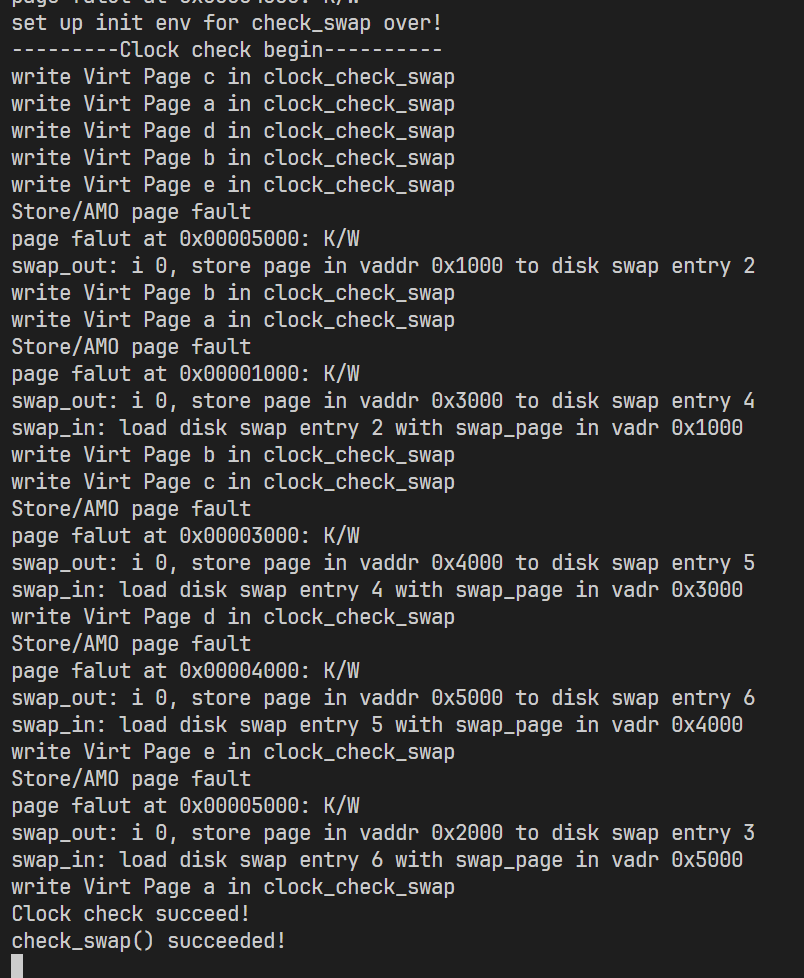 set up init env for check_swap over!
---------Clock check begin----------
write Virt Page c in clock_check_swap
write Virt Page a in clock_check_swap
write Virt Page d in clock_check_swap
write Virt Page b in clock_check_swap
write Virt Page e in clock_check_swap
Store/AMO page fault
page falut at 0x00005000: K/W
swap_out: i 0, store page in vaddr 0x1000 to disk swap entry 2
write Virt Page b in clock_check_swap
write Virt Page a in clock_check_swap
Store/AMO page fault
page falut at 0x00001000: K/W
swap_out: i 0, store page in vaddr 0x3000 to disk swap entry 4
swap_in: load disk swap entry 2 with swap_page in vadr 0x1000
write Virt Page b in clock_check_swap
write Virt Page c in clock_check_swap
Store/AMO page fault
page falut at 0x00003000: K/W
swap_out: i 0, store page in vaddr 0x4000 to disk swap entry 5
swap_in: load disk swap entry 4 with swap_page in vadr 0x3000
write Virt Page d in clock_check_swap
Store/AMO page fault
page falut at 0x00004000: K/W
swap_out: i 0, store page in vaddr 0x5000 to disk swap entry 6
swap_in: load disk swap entry 5 with swap_page in vadr 0x4000
write Virt Page e in clock_check_swap
Store/AMO page fault
page falut at 0x00005000: K/W
swap_out: i 0, store page in vaddr 0x2000 to disk swap entry 3
swap_in: load disk swap entry 6 with swap_page in vadr 0x5000
write Virt Page a in clock_check_swap
Clock check succeed!
check_swap() succeeded!